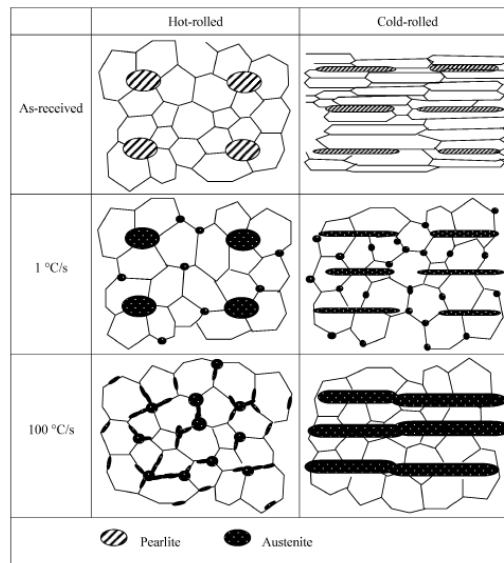 Hot-rolled Cold-rolled
As-received
1 °C/s
100 °C/s
Pearlite Austenite